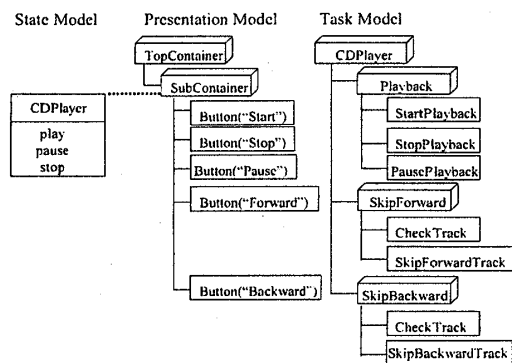 State Model
Presentation Model
Task Model
TopContainer
SubContainer
CDPlayer
play
pause
stop
Button("Start")
Button("Stop")
Button("Pause")
Button("Forward")
Button("Backward")
CDPlayer
Playback
StartPlayback
StopPlayback
PausePlayback
SkipForward
CheckTrack
SkipForwardTrack
SkipBackward
CheckTrack
SkipBackwardTrack